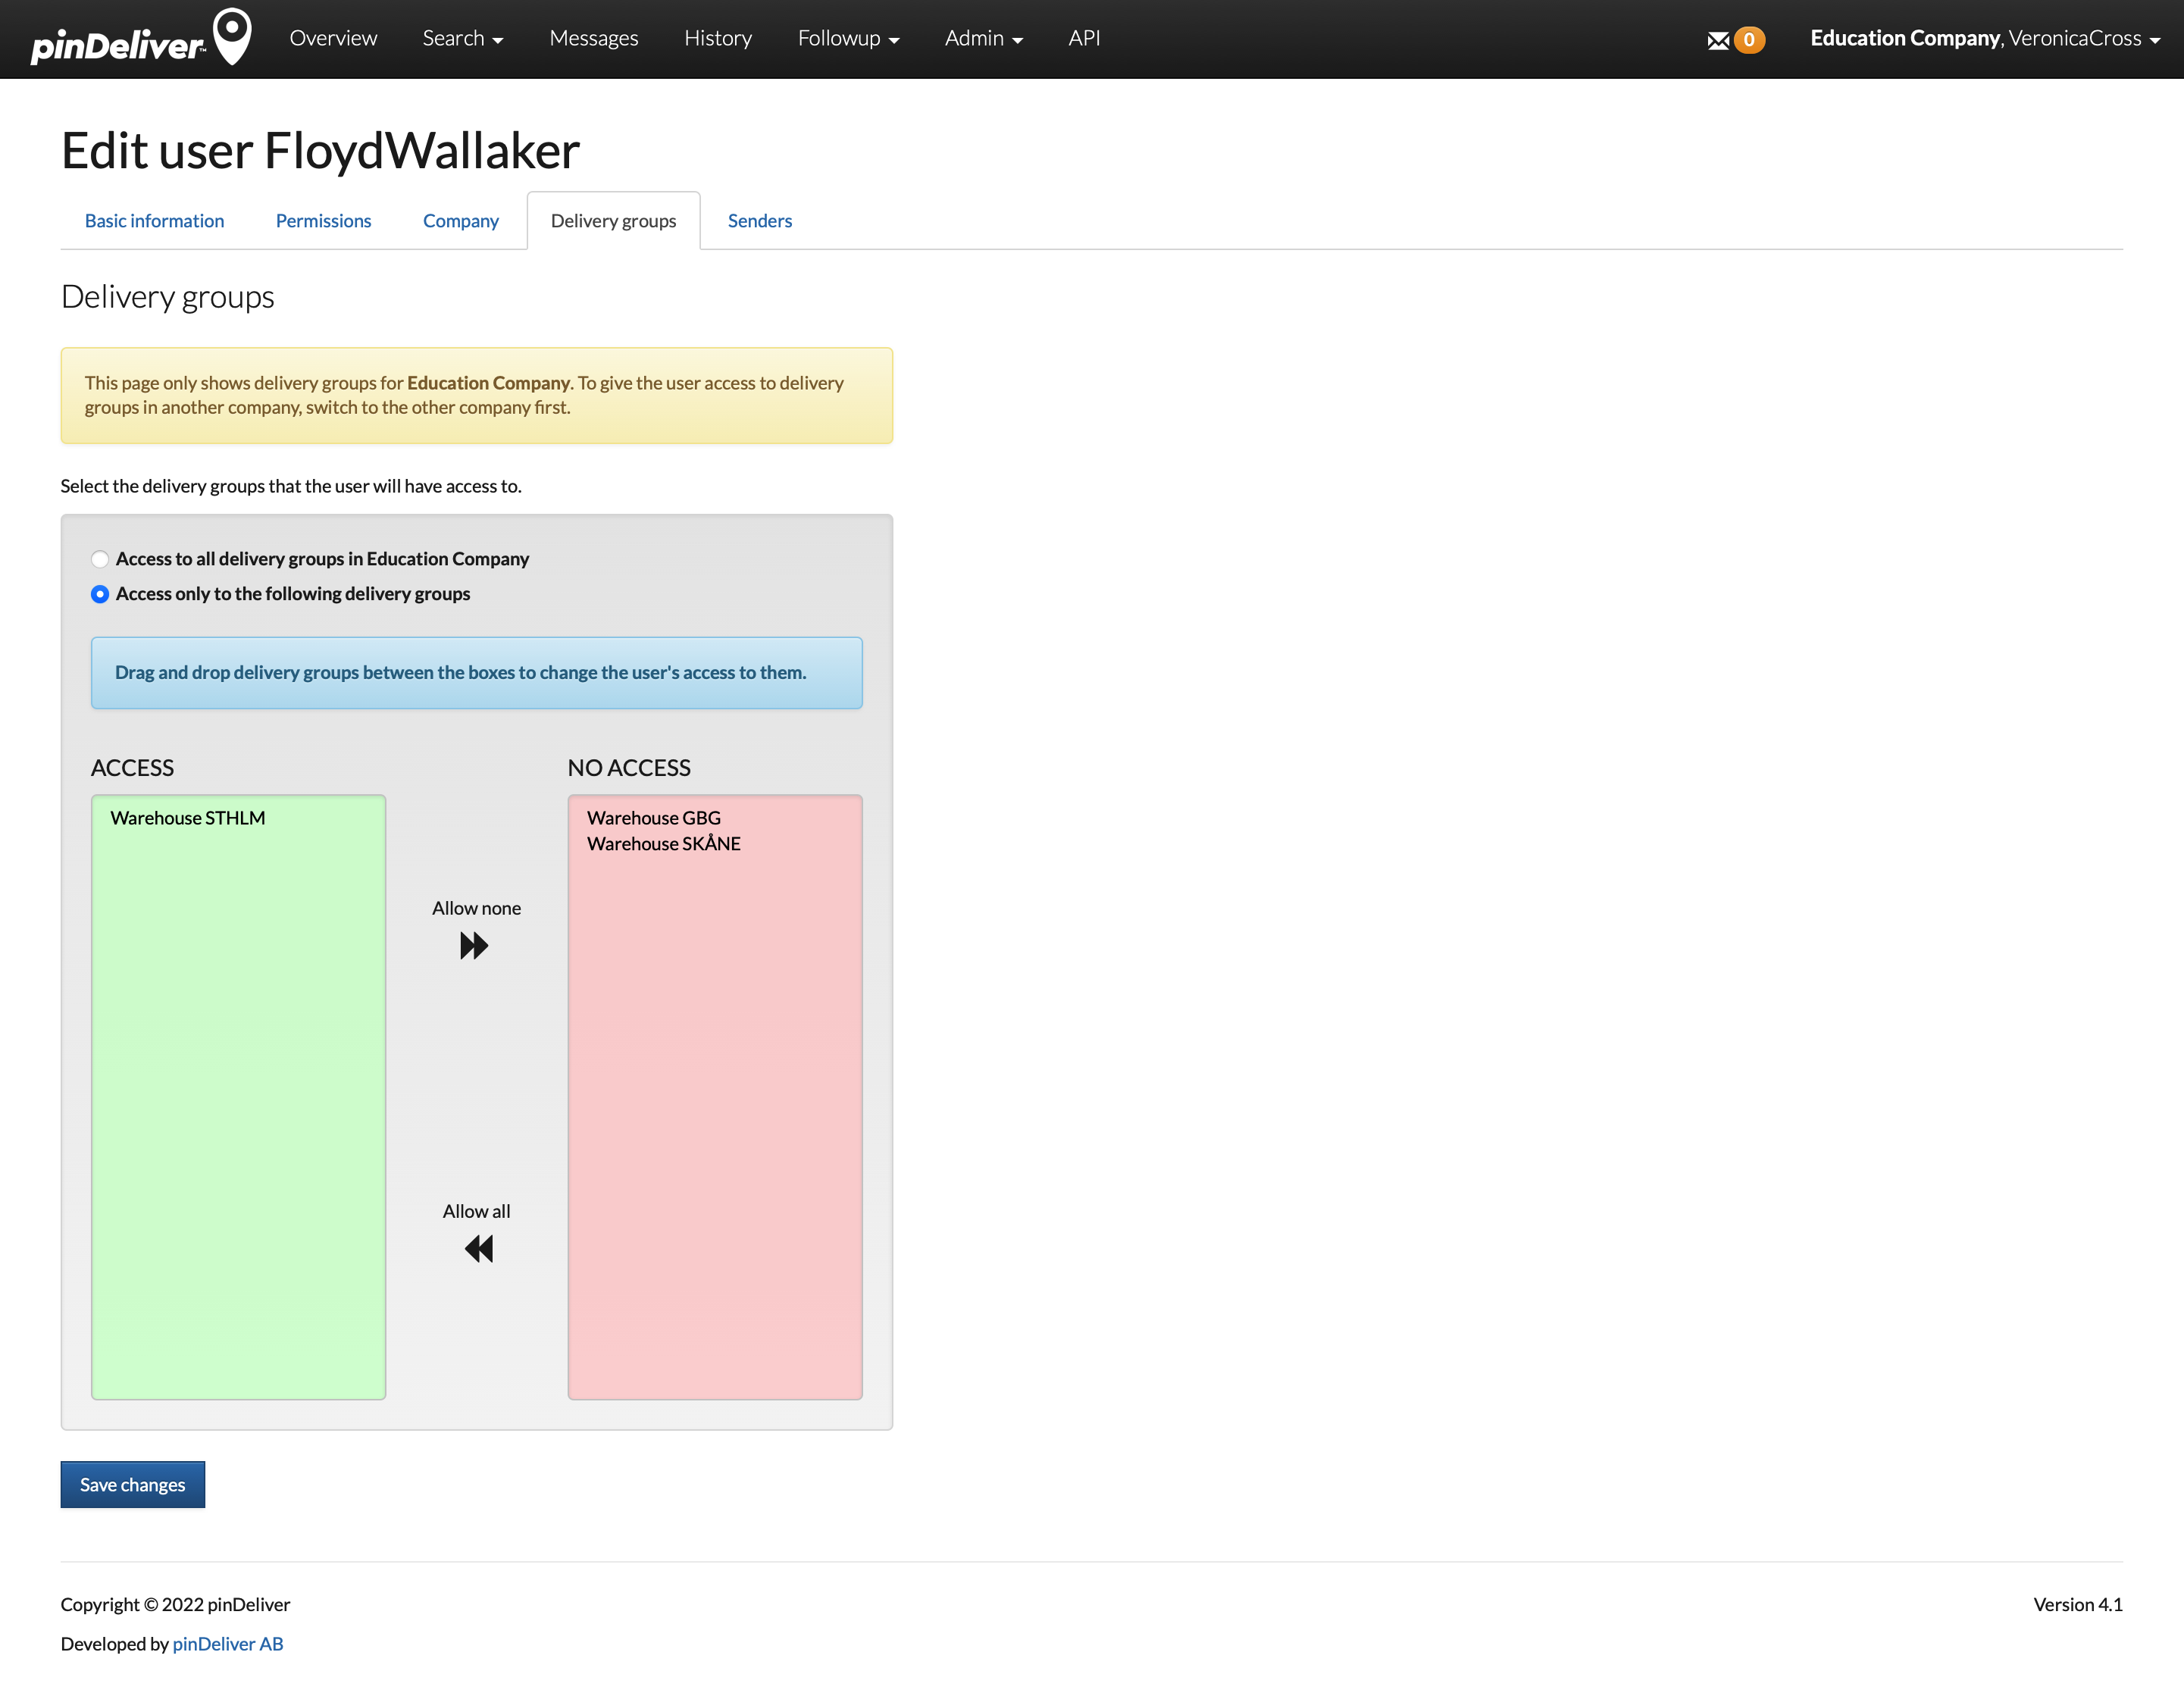 pinDeliver™ Overview Search Messages History Followup Admin API 0 Education Company, VeronicaCross
Edit user FloydWallaker
Basic information Permissions Company Delivery groups Senders
Delivery groups
This page only shows delivery groups for Education Company. To give the user access to delivery
groups in another company, switch to the other company first.
Select the delivery groups that the user will have access to.
Access to all delivery groups in Education Company
Access only to the following delivery groups
Drag and drop delivery groups between the boxes to change the user's access to them.
ACCESS NO ACCESS
Warehouse STHLM Warehouse GBG
Warehouse SKÅNE
Allow none
Allow all
Save changes
Copyright © 2022 pinDeliver Version 4.1
Developed by pinDeliver AB